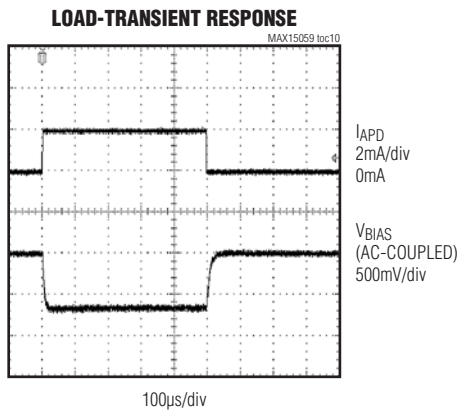 LOAD-TRANSIENT RESPONSE
MAX15059 toc10
IAPD
2mA/div
0mA
VBIAS
(AC-COUPLED)
500mV/div
100µs/div